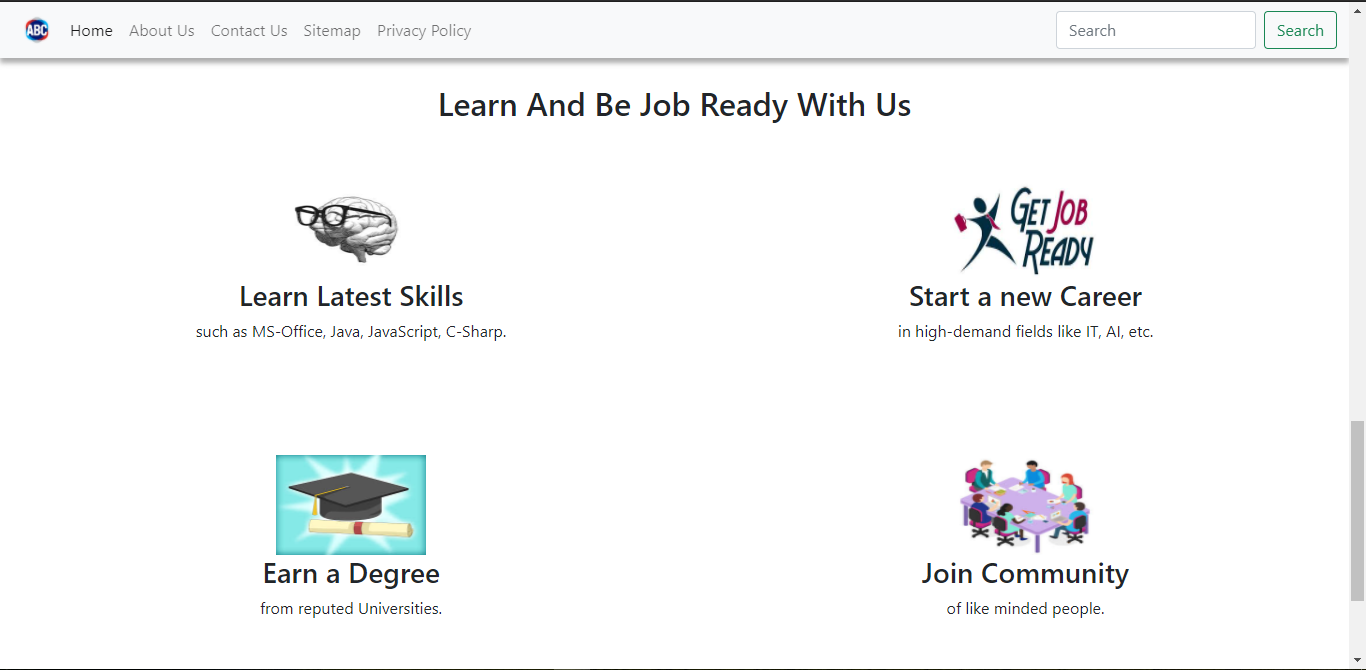 ABC Home About Us Contact Us Sitemap Privacy Policy Search Search
Learn And Be Job Ready With Us
GET JOB
READY
Learn Latest Skills
Start a new Career
such as MS-Office, Java, JavaScript, C-Sharp.
in high-demand fields like IT, AI, etc.
Earn a Degree
Join Community
from reputed Universities.
of like minded people.